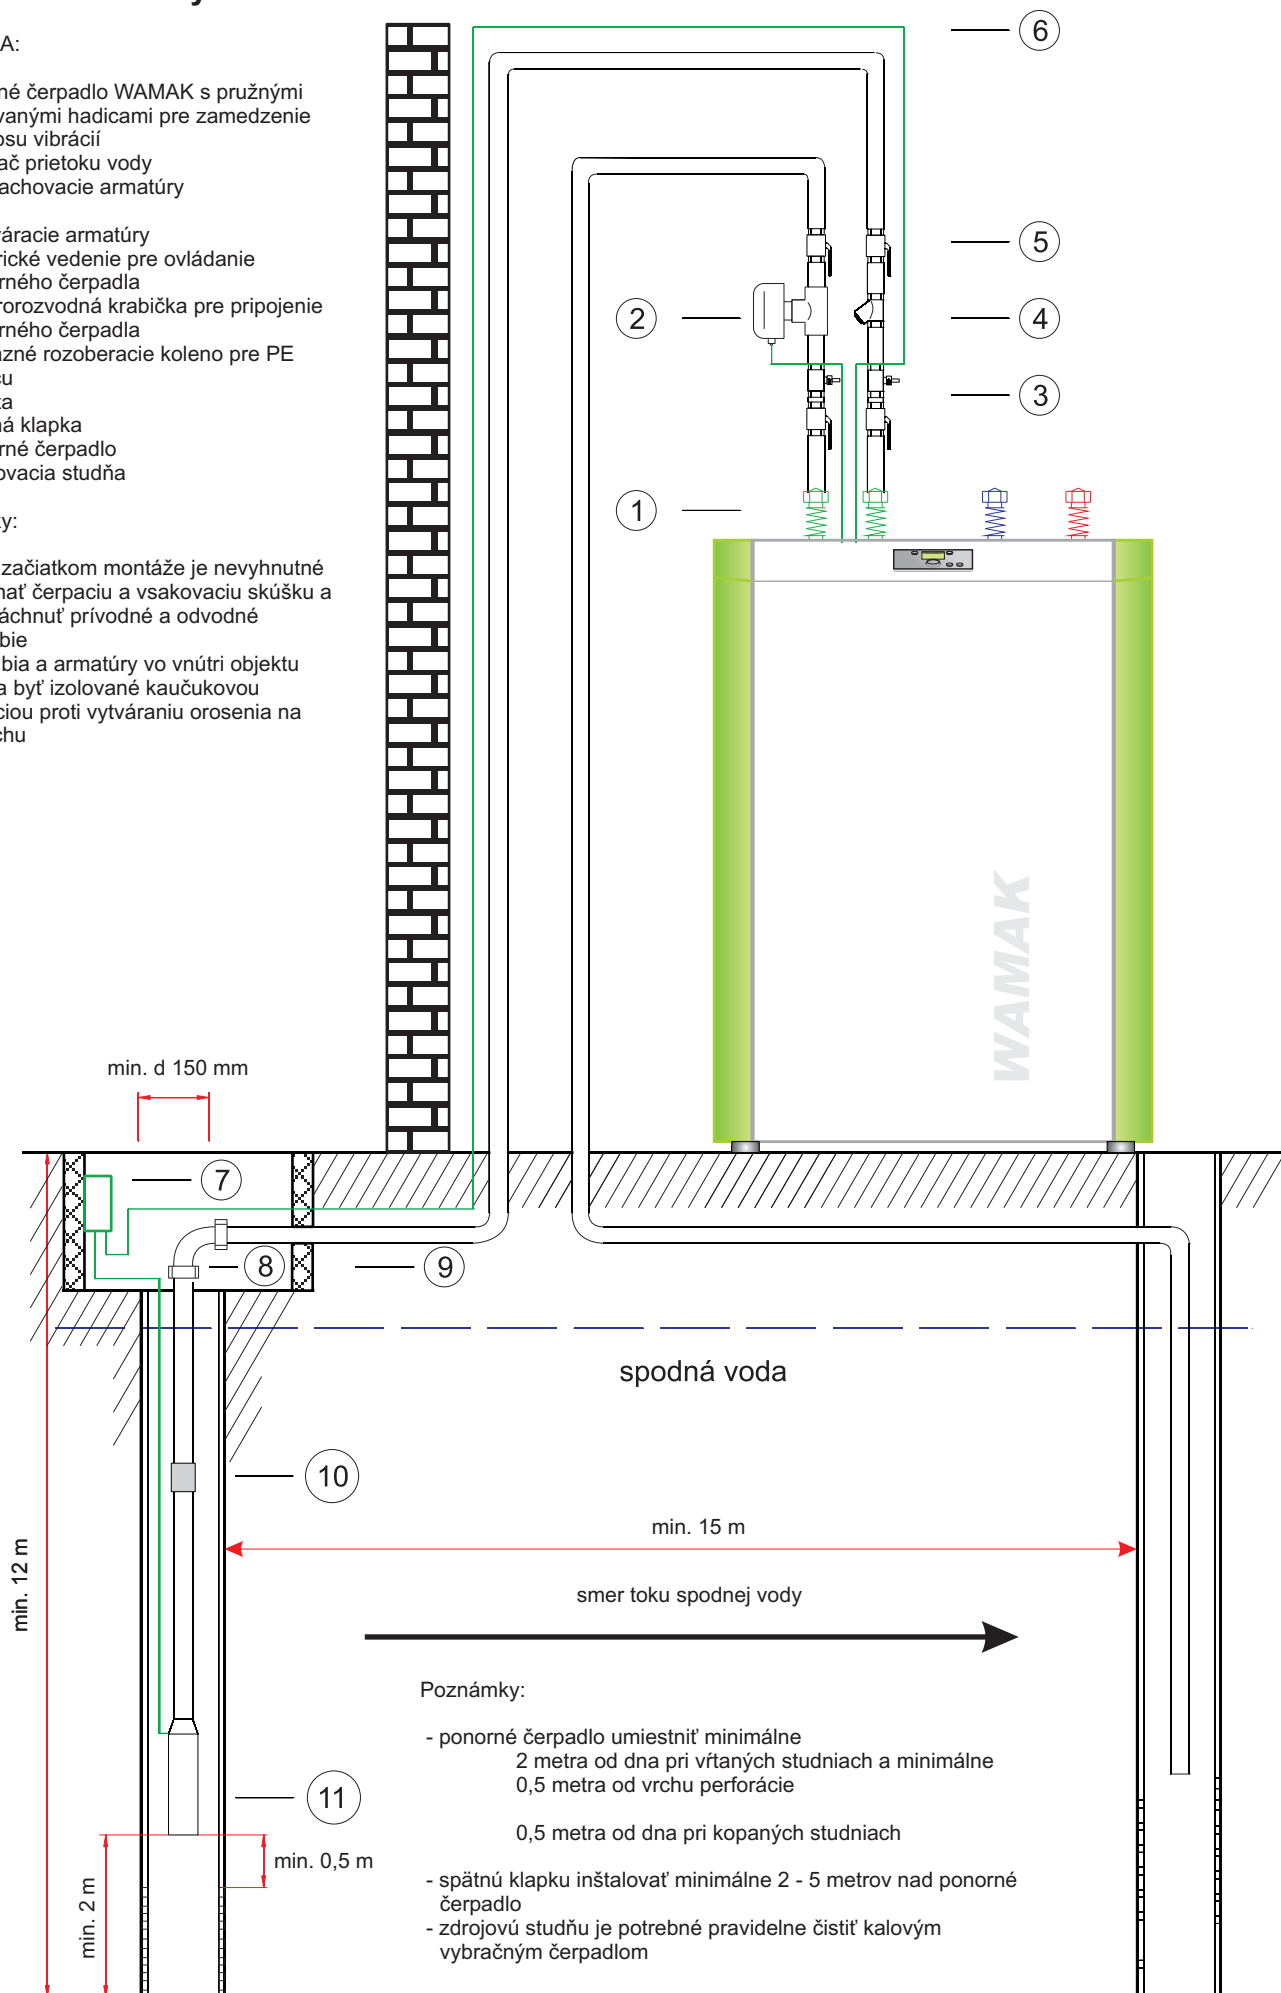 A:
né čerpadlo WAMAK s pružnými
vanými hadicami pre zamedzenie
osu vibrácií
ač prietoku vody
achovacie armatúry
váracie armatúry
rické vedenie pre ovládanie
rného čerpadla
rorozvodná krabička pre pripojenie
rného čerpadla
azné rozoberacie koleno pre PE
cu
ta
ná klapka
rné čerpadlo
ovacia studňa
ky:
začiatkom montáže je nevyhnutné
nať čerpaciu a vsakovaciu skúšku a
áchnuť prívodné a odvodné
bie
bia a armatúry vo vnútri objektu
a byť izolované kaučukovou
ciou proti vytváraniu orosenia na
chu
6
5
2
4
3
1
WAMAK
min. d 150 mm
7
8
9
spodná voda
10
min. 15 m
min. 12 m
smer toku spodnej vody
Poznámky:
- ponorné čerpadlo umiestniť minimálne
2 metra od dna pri vŕtaných studniach a minimálne
0,5 metra od vrchu perforácie
11
0,5 metra od dna pri kopaných studniach
min. 0,5 m
min. 2 m
- spätnú klapku inštalovať minimálne 2 - 5 metrov nad ponorné
čerpadlo
- zdrojovú studňu je potrebné pravidelne čistiť kalovým
vybračným čerpadlom